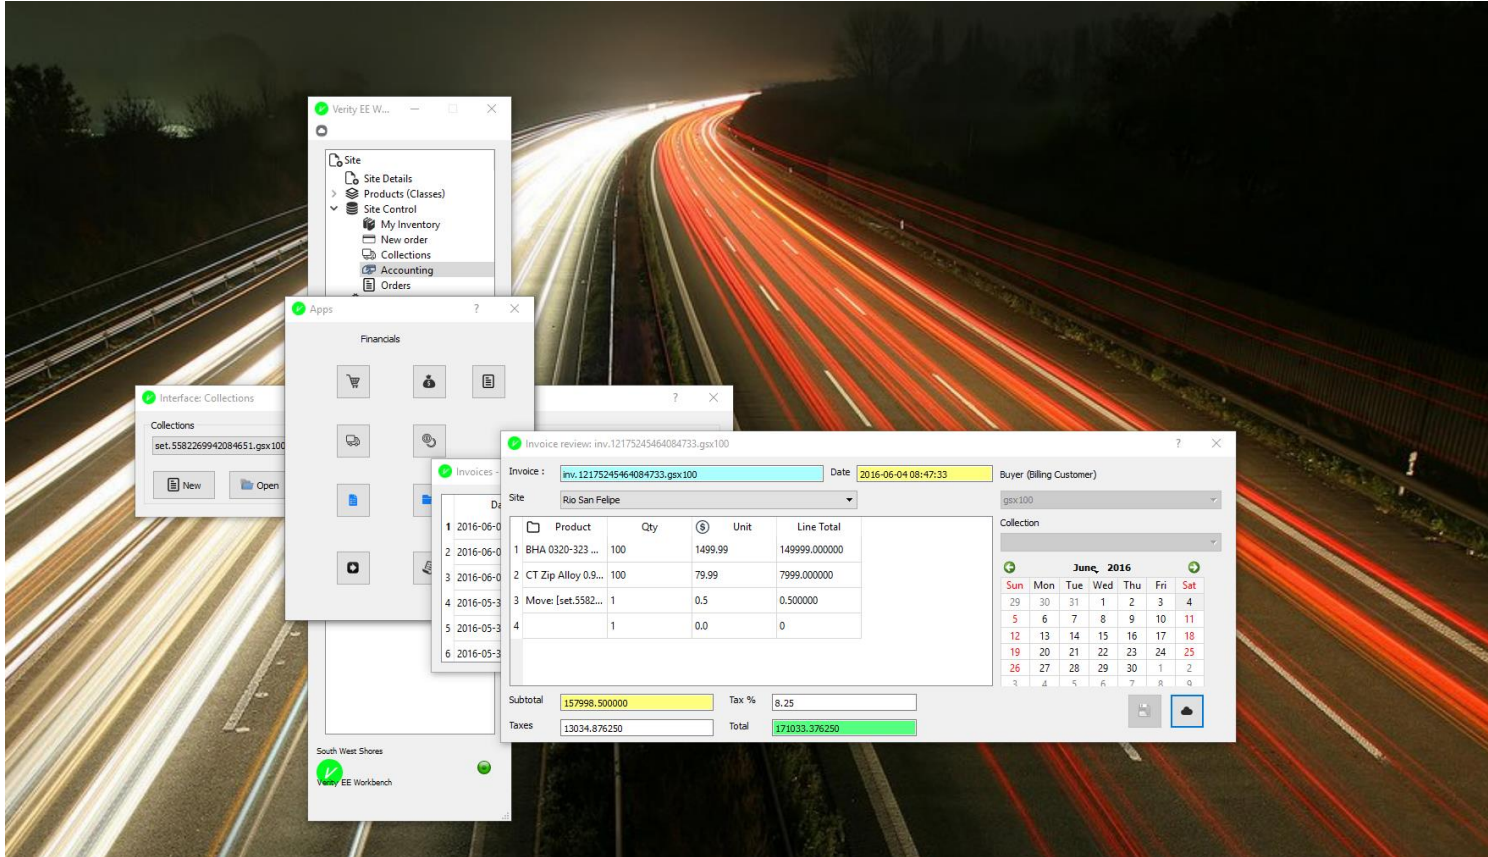 Verity EE W...
Site
Site Details
Products (Classes)
Site Control
My Inventory
New order
Collections
Accounting
Orders
Apps
?
Financials
Interface: Collections
?
Collections
set.5582269942084651.gsx100
New
Open
Invoices -
Da
1 2016-06-0
2 2016-06-0
3 2016-06-0
4 2016-05-3
5 2016-05-3
6 2016-05-3
Invoice review: inv.12175245464084733.gsx100
?
Invoice : inv.12175245464084733.gsx100 Date 2016-06-04 08:47:33 Buyer (Billing Customer)
Site Rio San Felipe gsx100
Product Qty Unit Line Total
1 BHA 0320-323 ... 100 1499.99 149999.000000
2 CT Zip Alloy 0.9... 100 79.99 7999.000000
3 Move: [set.5582... 1 0.5 0.500000
4 1 0.0 0
Collection
June, 2016
Sun Mon Tue Wed Thu Fri Sat
29 30 31 1 2 3 4
5 6 7 8 9 10 11
12 13 14 15 16 17 18
19 20 21 22 23 24 25
26 27 28 29 30 1 2
3 4 5 6 7 8 9
Subtotal 157998.500000 Tax % 8.25
Taxes 13034.876250 Total 171033.376250
South West Shores
Verity EE Workbench